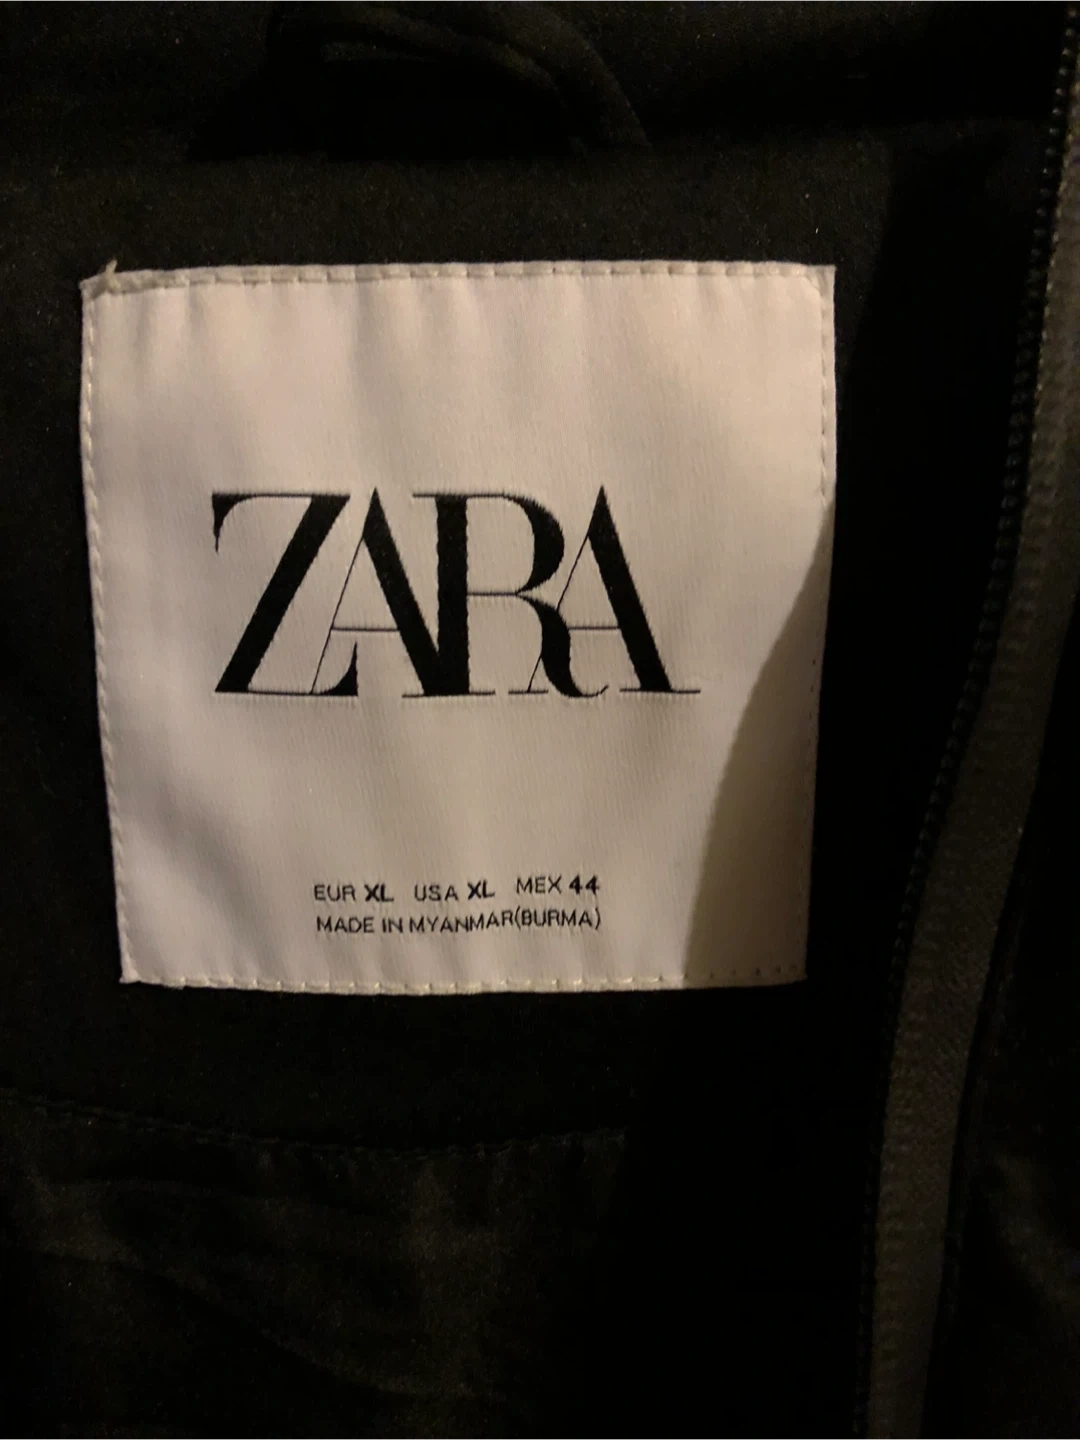 ZARA
EUR XL USA XL MEX 44
MADE IN MYANMAR(BURMA)